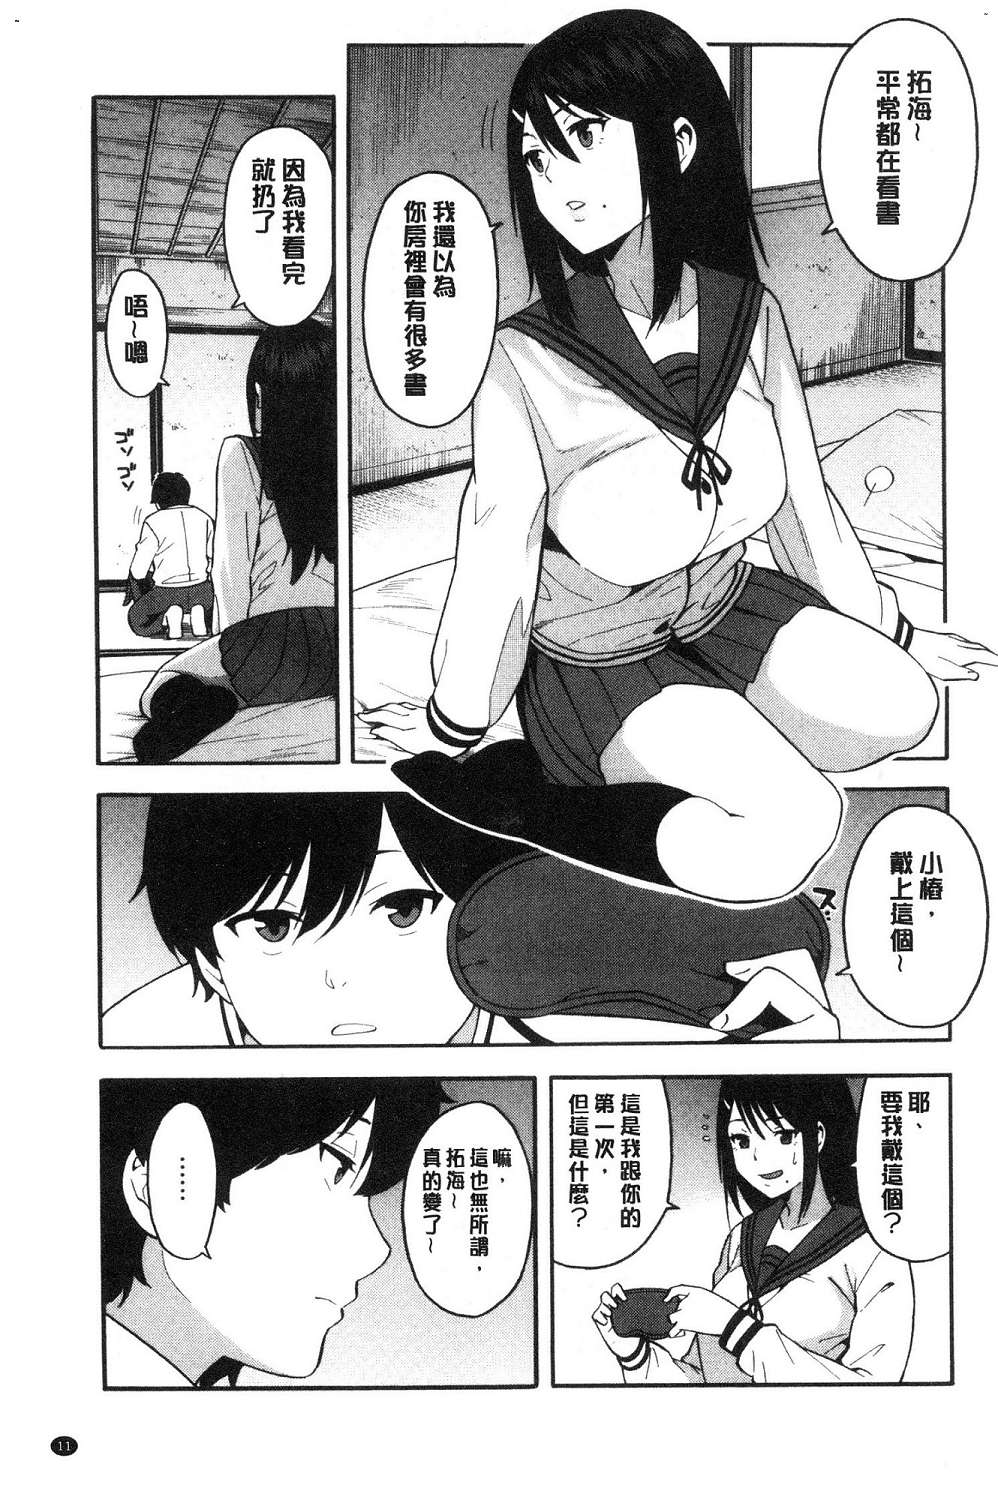 拓海~
平常都在看書
我還以為
你房裡會有很多書
因為我看完
就扔了
唔~嗯
ゴソゴソ
小椿，
戴上這個~
ズ
耶、
要我戴這個？
這是我跟你的
第一次，
但這是什麼？
嘛，
這也無所謂，
拓海~
真的變了~
……
11